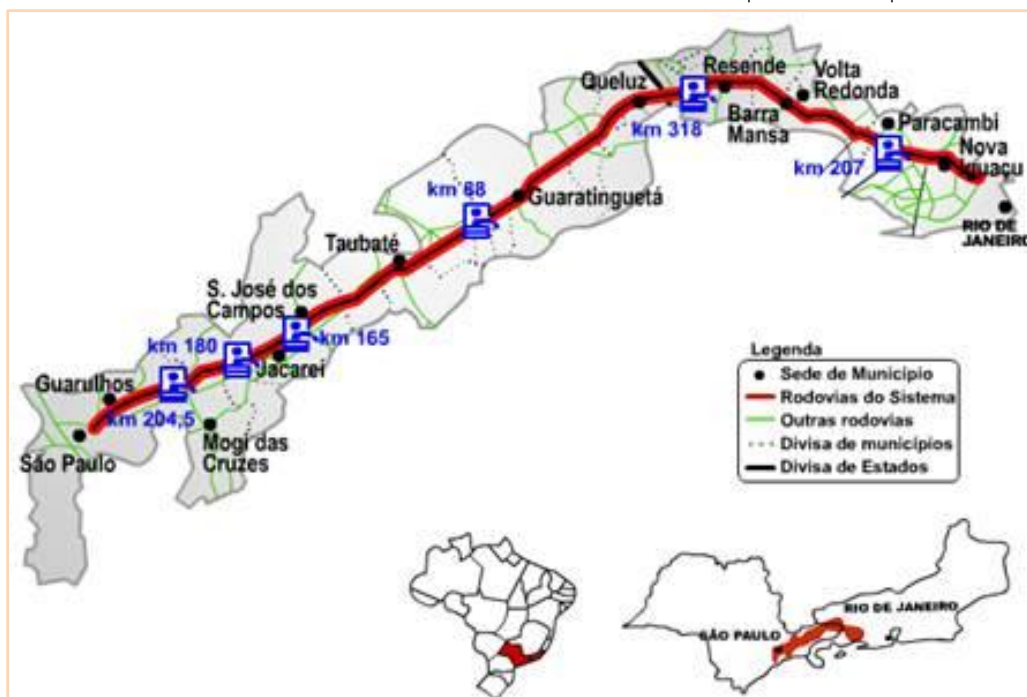 Queluz
Resende
Volta
Redonda
km 318
Barra
Mansa
Paracambi
Nova
Iguaçu
km 207
RIO DE
JANEIRO
km 88
Guaratinguetá
Taubaté
S. José dos
Campos
km 165
km 180
Jacareí
Guarulhos
km 204,5
Mogi das
Cruzes
São Paulo
Legenda
Sede de Município
Rodovias do Sistema
Outras rodovias
Divisa de municípios
Divisa de Estados
RIO DE JANEIRO
SÃO PAULO